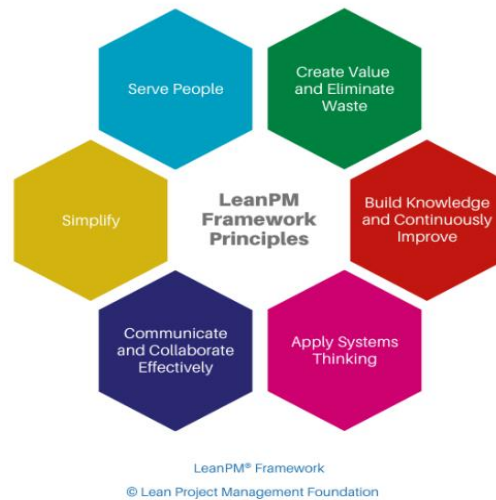 Serve People
Create Value
and Eliminate
Waste
Simplify
LeanPM
Framework
Principles
Build Knowledge
and Continuously
Improve
Communicate
and Collaborate
Effectively
Apply Systems
Thinking
LeanPM® Framework
© Lean Project Management Foundation